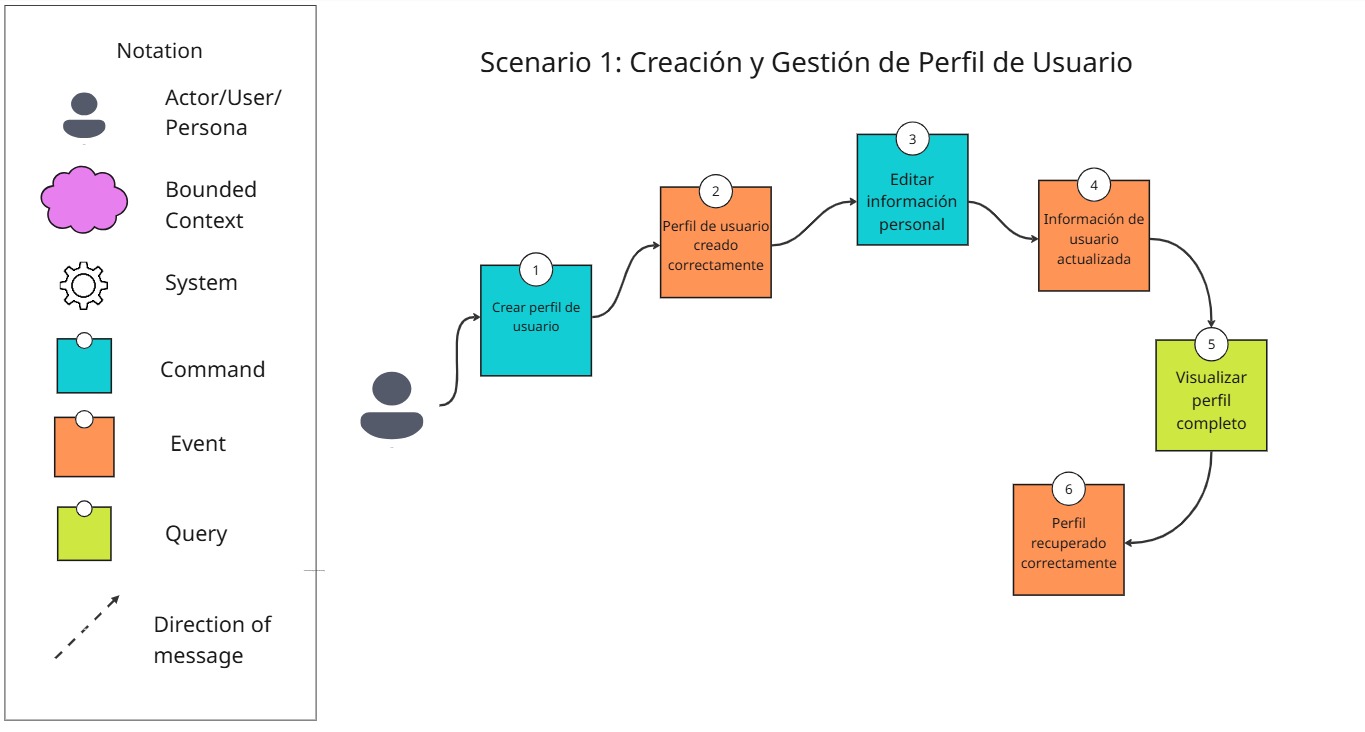 Notation
Actor/User/
Persona
Bounded
Context
System
Command
Event
Query
Direction of
message
Scenario 1: Creación y Gestión de Perfil de Usuario
1
Crear perfil de
usuario
2
Perfil de usuario
creado
correctamente
3
Editar
información
personal
4
Información de
usuario
actualizada
5
Visualizar
perfil
completo
6
Perfil
recuperado
correctamente